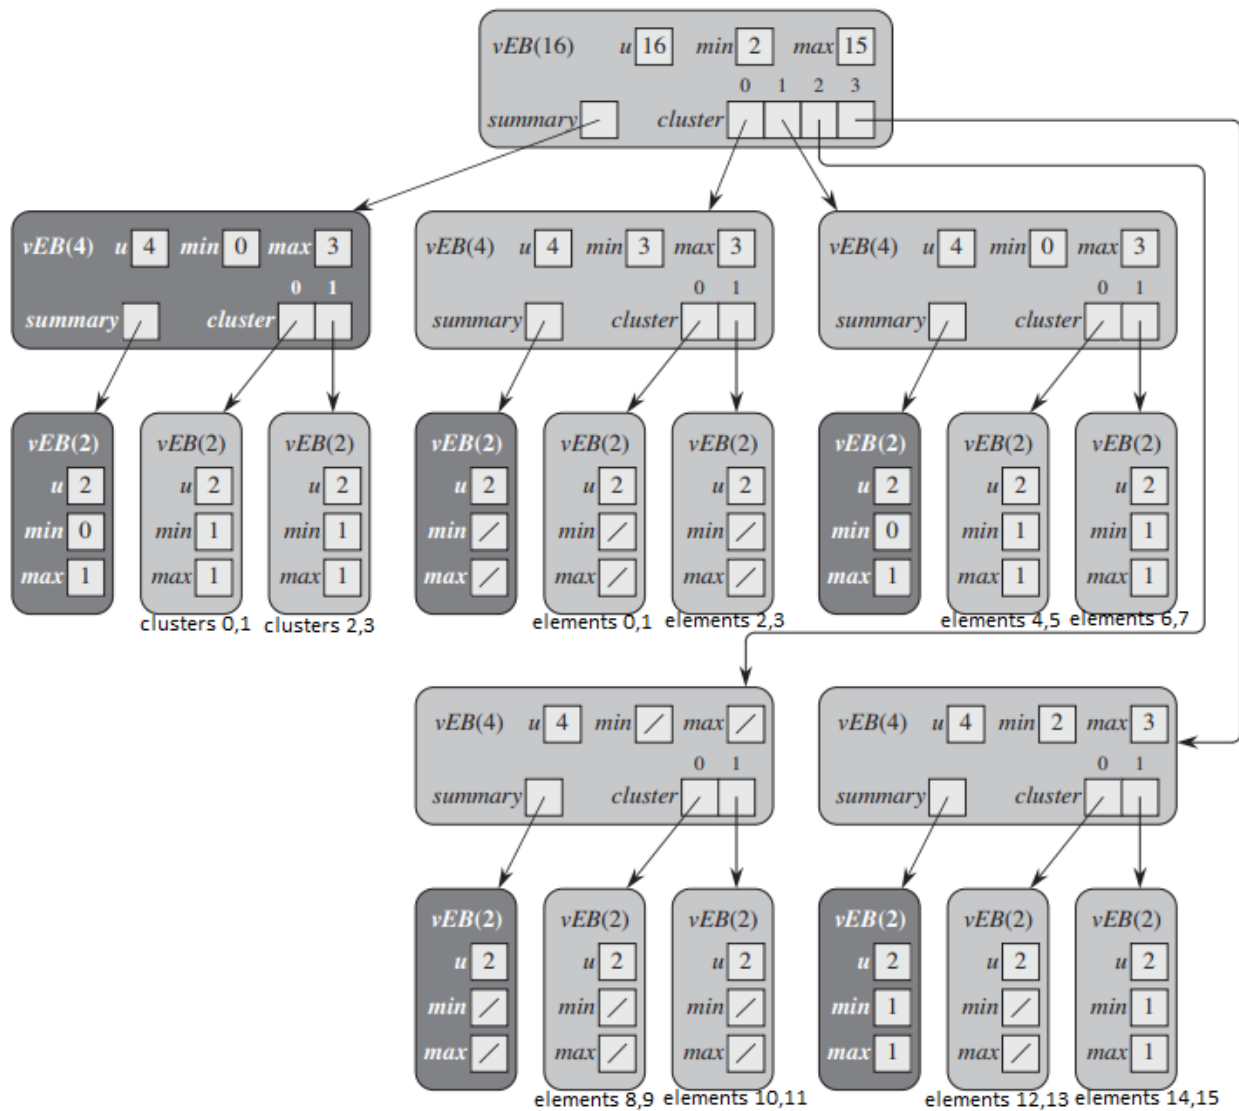 vEB(16) u 16 min 2 max 15
0 1 2 3
summary cluster
vEB(4) u 4 min 0 max 3
0 1
summary cluster
vEB(4) u 4 min 3 max 3
0 1
summary cluster
vEB(4) u 4 min 0 max 3
0 1
summary cluster
vEB(2)
u 2
min 0
max 1
vEB(2)
u 2
min 1
max 1
clusters 0,1
vEB(2)
u 2
min 1
max 1
clusters 2,3
vEB(2)
u 2
min /
max /
vEB(2)
u 2
min /
max /
elements 0,1
vEB(2)
u 2
min /
max /
elements 2,3
vEB(2)
u 2
min 0
max 1
vEB(2)
u 2
min 1
max 1
elements 4,5
vEB(2)
u 2
min 1
max 1
elements 6,7
vEB(4) u 4 min / max /
0 1
summary cluster
vEB(4) u 4 min 2 max 3
0 1
summary cluster
vEB(2)
u 2
min /
max /
vEB(2)
u 2
min /
max /
elements 8,9
vEB(2)
u 2
min /
max /
elements 10,11
vEB(2)
u 2
min 1
max 1
vEB(2)
u 2
min /
max /
elements 12,13
vEB(2)
u 2
min 1
max 1
elements 14,15